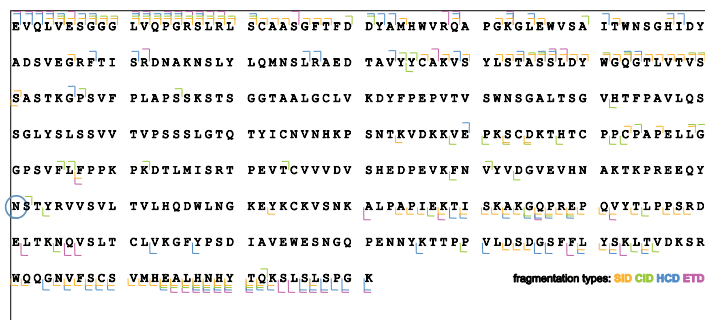 EVQLVESGGG LVQPGRSLRL SCAASGFTFD DYAMHWVRQA PGKGLEWVSA ITWNSGHIDY
ADSVEGRFTI SRDNAKNSLY LQMNSLRAED TAVYYCAKVS YLSTASSLDY WGQGTLVTVS
SASTKGPSVF PLAPSSKSTS GGTAALGCLV KDYFPEPVTV SWNSGALTSG VHTFPAVLQS
SGLYSLSSVV TVPSSSLGTQ TYICNVNHKP SNTKVDKKVE PKSCDKTHTC PPCPAPELLG
GPSVFLFPPK PKDTLMISRT PEVTCVVVDV SHEDPEVKFN VYVDGVEVHN AKTKPREEQY
NSTYRVVSVL TVLHQDWLNG KEYKCKVSNK ALPAPIEKTI SKAKGQPREP QVYTLPPSRD
ELTKNQVSLT CLVKGFYPSD IAVEWESNGQ PENNYKTTPP VLDSDGSFFL YSKLTVDKSR
WQQGNVFSCS VMHEALHNHY TQKSLSLSPG K
fragmentation types: SID CID HCD ETD